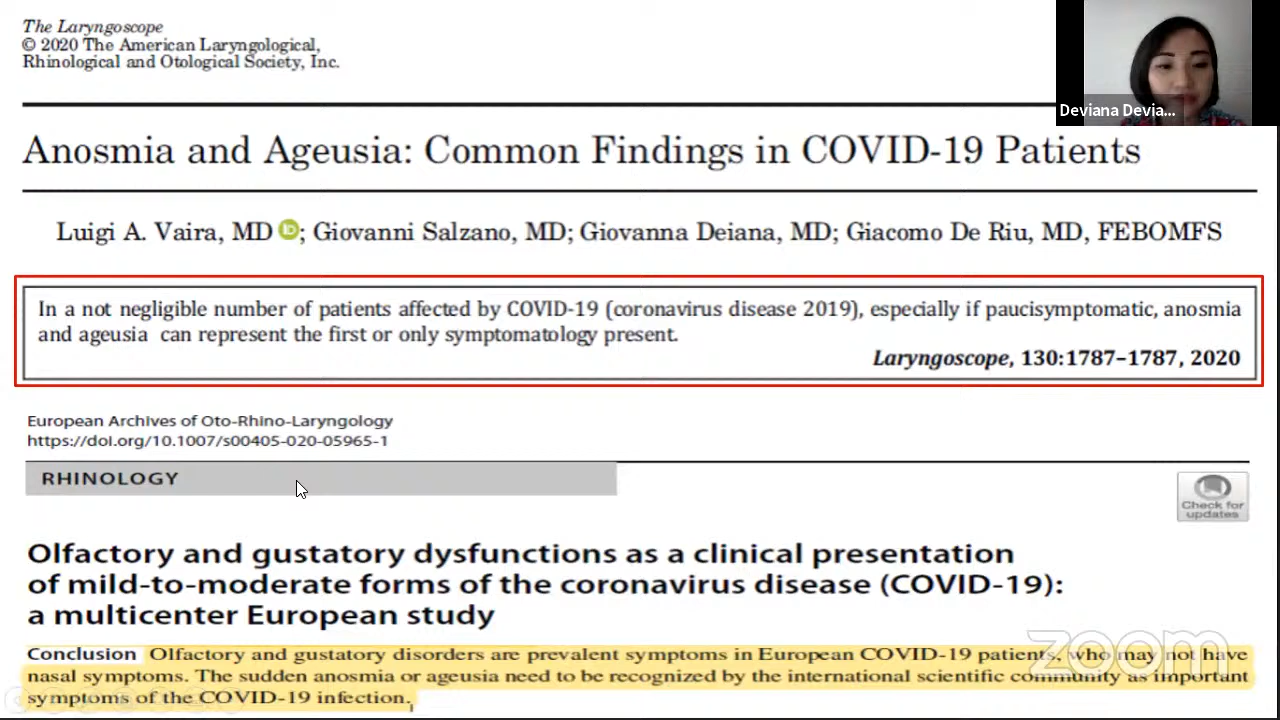 The Laryngoscope
© 2020 The American Laryngological,
Rhinological and Otological Society, Inc.
Deviana Devia...
Anosmia and Ageusia: Common Findings in COVID-19 Patients
Luigi A. Vaira, MD iD; Giovanni Salzano, MD; Giovanna Deiana, MD; Giacomo De Riu, MD, FEBOMFS
In a not negligible number of patients affected by COVID-19 (coronavirus disease 2019), especially if paucisymptomatic, anosmia
and ageusia can represent the first or only symptomatology present.
Laryngoscope, 130:1787–1787, 2020
European Archives of Oto-Rhino-Laryngology
https://doi.org/10.1007/s00405-020-05965-1
RHINOLOGY
Check for
updates
Olfactory and gustatory dysfunctions as a clinical presentation
of mild-to-moderate forms of the coronavirus disease (COVID-19):
a multicenter European study
Conclusion Olfactory and gustatory disorders are prevalent symptoms in European COVID-19 patients, who may not have
nasal symptoms. The sudden anosmia or ageusia need to be recognized by the international scientific community as important
symptoms of the COVID-19 infection.
zoom